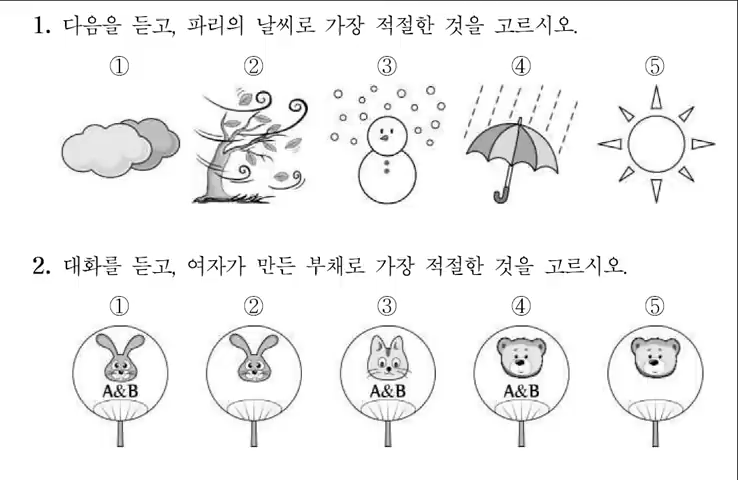 1. 다음을 듣고, 파리의 날씨로 가장 적절한 것을 고르시오.
① ② ③ ④ ⑤
2. 대화를 듣고, 여자가 만든 부채로 가장 적절한 것을 고르시오.
① ② ③ ④ ⑤
A&B A&B A&B